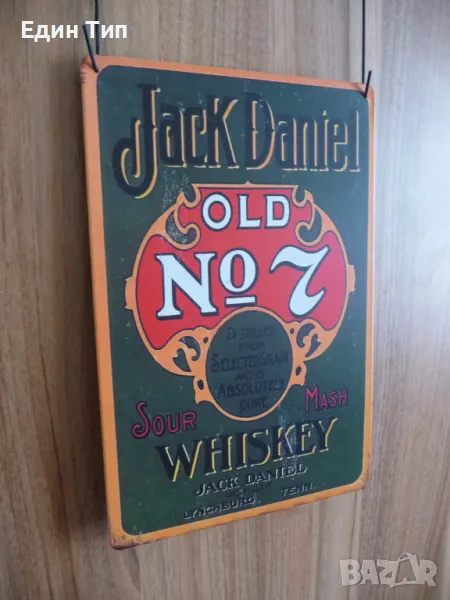 Един Тип
Jack Daniel
OLD
No 7
DISTILLED
FROM
SELECTED GRAIN
AND IS
ABSOLUTELY
PURE
SOUR MASH
WHISKEY
JACK DANIEL
LYNCHBURG, TENN.
BAZAR